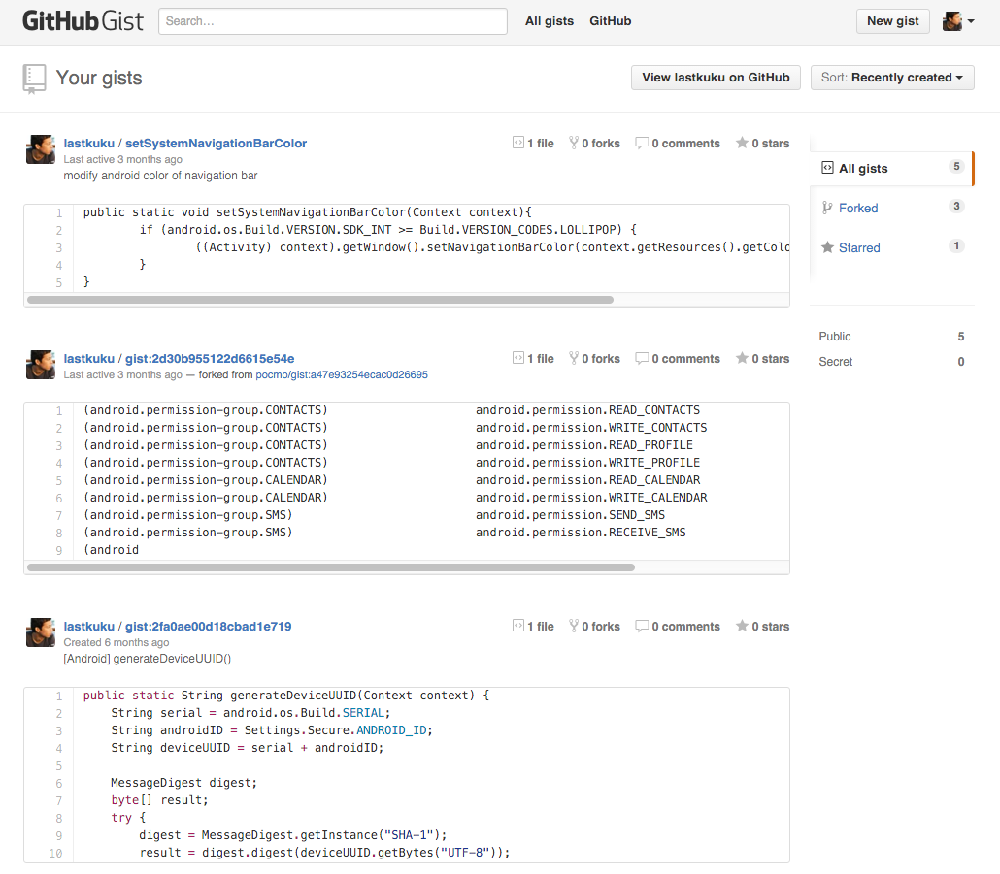 GitHub Gist Search... All gists GitHub New gist
Your gists View lastkuku on GitHub Sort: Recently created
lastkuku / setSystemNavigationBarColor 1 file 0 forks 0 comments 0 stars
Last active 3 months ago
modify android color of navigation bar
1 public static void setSystemNavigationBarColor(Context context){
2 if (android.os.Build.VERSION.SDK_INT >= Build.VERSION_CODES.LOLLIPOP) {
3 ((Activity) context).getWindow().setNavigationBarColor(context.getResources().getColo
4 }
5 }
All gists 5
Forked 3
Starred 1
Public 5
Secret 0
lastkuku / gist:2d30b955122d6615e54e 1 file 0 forks 0 comments 0 stars
Last active 3 months ago — forked from pocmo/gist:a47e93254ecac0d26695
1 (android.permission-group.CONTACTS) android.permission.READ_CONTACTS
2 (android.permission-group.CONTACTS) android.permission.WRITE_CONTACTS
3 (android.permission-group.CONTACTS) android.permission.READ_PROFILE
4 (android.permission-group.CONTACTS) android.permission.WRITE_PROFILE
5 (android.permission-group.CALENDAR) android.permission.READ_CALENDAR
6 (android.permission-group.CALENDAR) android.permission.WRITE_CALENDAR
7 (android.permission-group.SMS) android.permission.SEND_SMS
8 (android.permission-group.SMS) android.permission.RECEIVE_SMS
9 (android
lastkuku / gist:2fa0ae00d18cbad1e719 1 file 0 forks 0 comments 0 stars
Created 6 months ago
[Android] generateDeviceUUID()
1 public static String generateDeviceUUID(Context context) {
2 String serial = android.os.Build.SERIAL;
3 String androidID = Settings.Secure.ANDROID_ID;
4 String deviceUUID = serial + androidID;
5
6 MessageDigest digest;
7 byte[] result;
8 try {
9 digest = MessageDigest.getInstance("SHA-1");
10 result = digest.digest(deviceUUID.getBytes("UTF-8"));